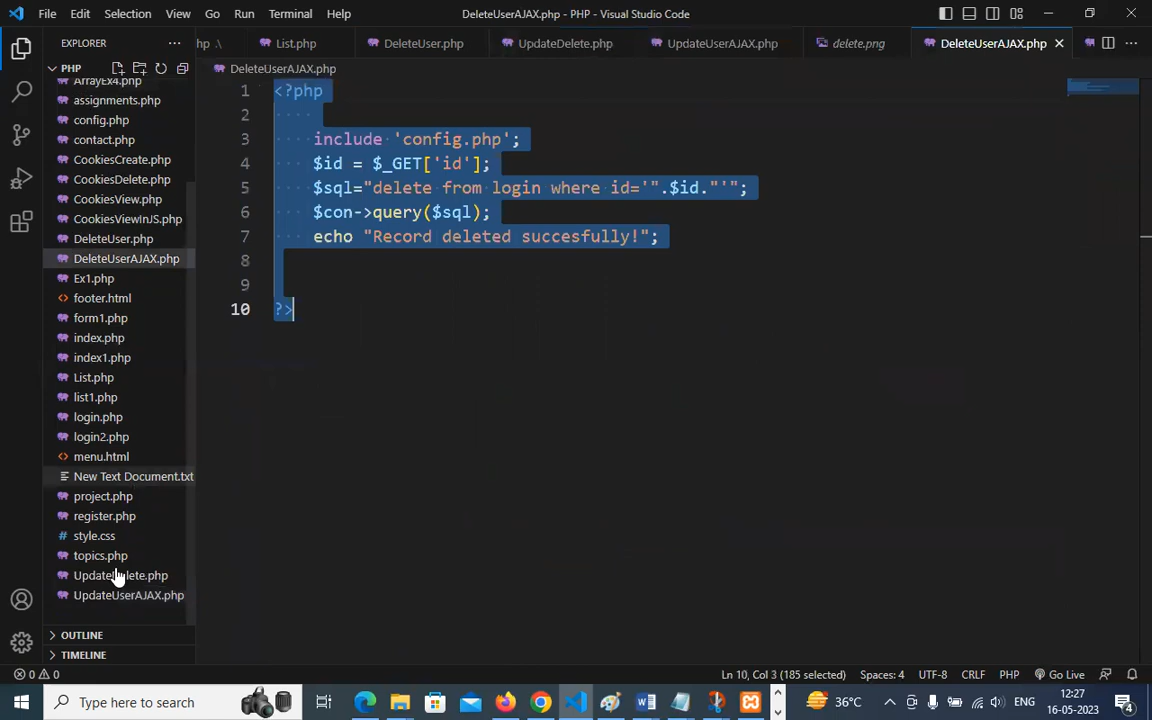 File Edit Selection View Go Run Terminal Help
DeleteUserAJAX.php - PHP - Visual Studio Code
EXPLORER
hp ·\ List.php DeleteUser.php UpdateDelete.php UpdateUserAJAX.php delete.png DeleteUserAJAX.php
PHP
DeleteUserAJAX.php
ArrayEx4.php
assignments.php
config.php
contact.php
CookiesCreate.php
CookiesDelete.php
CookiesView.php
CookiesViewInJS.php
DeleteUser.php
DeleteUserAJAX.php
Ex1.php
footer.html
form1.php
index.php
index1.php
List.php
list1.php
login.php
login2.php
menu.html
New Text Document.txt
project.php
register.php
style.css
topics.php
UpdateDelete.php
UpdateUserAJAX.php
OUTLINE
TIMELINE
1 <?php
2
3 include 'config.php';
4 $id = $_GET['id'];
5 $sql="delete from login where id='".$id."'";
6 $con->query($sql);
7 echo "Record deleted succesfully!";
8
9
10 ?>
0 0
Ln 10, Col 3 (185 selected) Spaces: 4 UTF-8 CRLF PHP Go Live
Type here to search
36°C ENG 12:27
16-05-2023 4